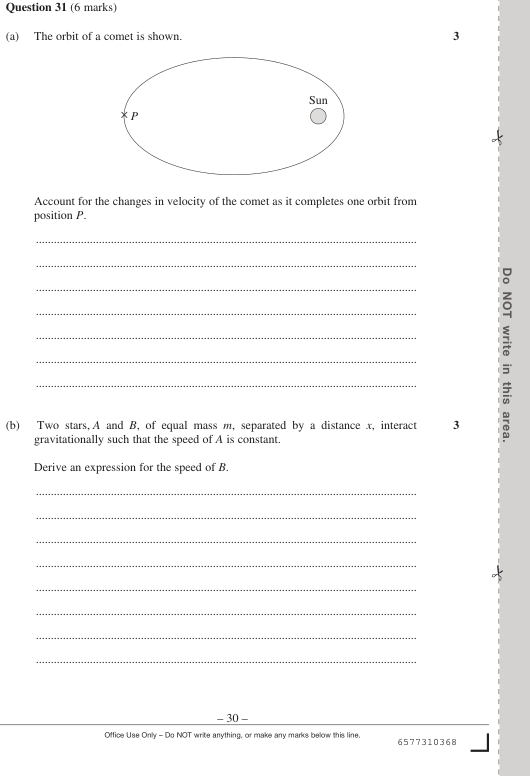 Question 31 (6 marks)
(a) The orbit of a comet is shown. 3
Sun
× P
Account for the changes in velocity of the comet as it completes one orbit from
position P.
(b) Two stars, A and B, of equal mass m, separated by a distance x, interact 3
gravitationally such that the speed of A is constant.
Derive an expression for the speed of B.
– 30 –
Office Use Only – Do NOT write anything, or make any marks below this line.
6577310368
Do NOT write in this area.